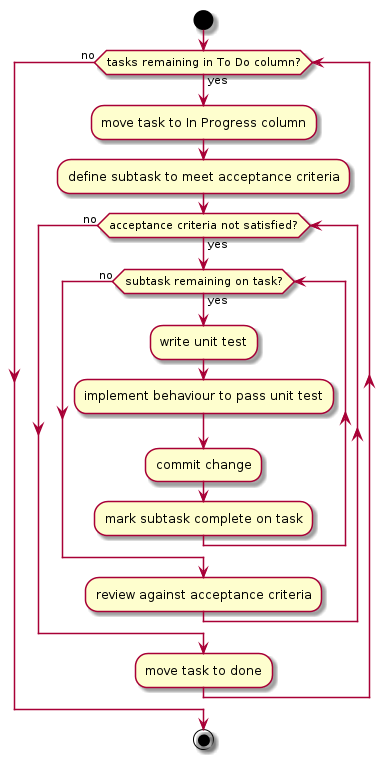 no
tasks remaining in To Do column?
yes
move task to In Progress column
define subtask to meet acceptance criteria
no
acceptance criteria not satisfied?
yes
no
subtask remaining on task?
yes
write unit test
implement behaviour to pass unit test
commit change
mark subtask complete on task
review against acceptance criteria
move task to done